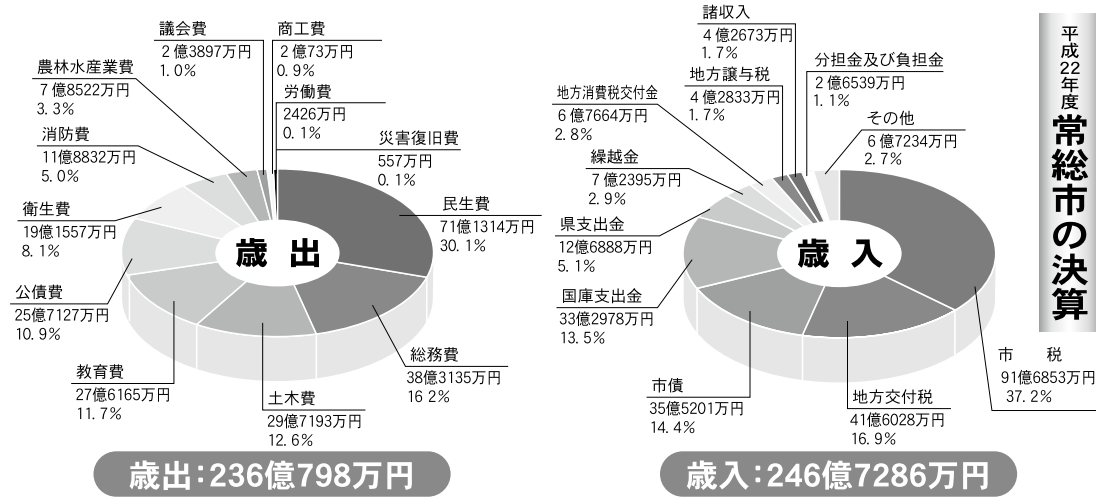 平成22年度 常総市の決算
議会費
2億3897万円
1.0%
商工費
2億73万円
0.9%
農林水産業費
7億8522万円
3.3%
労働費
2426万円
0.1%
消防費
11億8832万円
5.0%
災害復旧費
557万円
0.1%
衛生費
19億1557万円
8.1%
民生費
71億1314万円
30.1%
歳出
公債費
25億7127万円
10.9%
総務費
38億3135万円
16 2%
教育費
27億6165万円
11.7%
土木費
29億7193万円
12.6%
歳出:236億798万円
諸収入
4億2673万円
1.7%
分担金及び負担金
2億6539万円
1.1%
地方譲与税
4億2833万円
1.7%
地方消費税交付金
6億7664万円
2.8%
その他
6億7234万円
2.7%
繰越金
7億2395万円
2.9%
県支出金
12億6888万円
5.1%
歳入
国庫支出金
33億2978万円
13.5%
市税
91億6853万円
37.2%
市債
35億5201万円
14.4%
地方交付税
41億6028万円
16.9%
歳入:246億7286万円